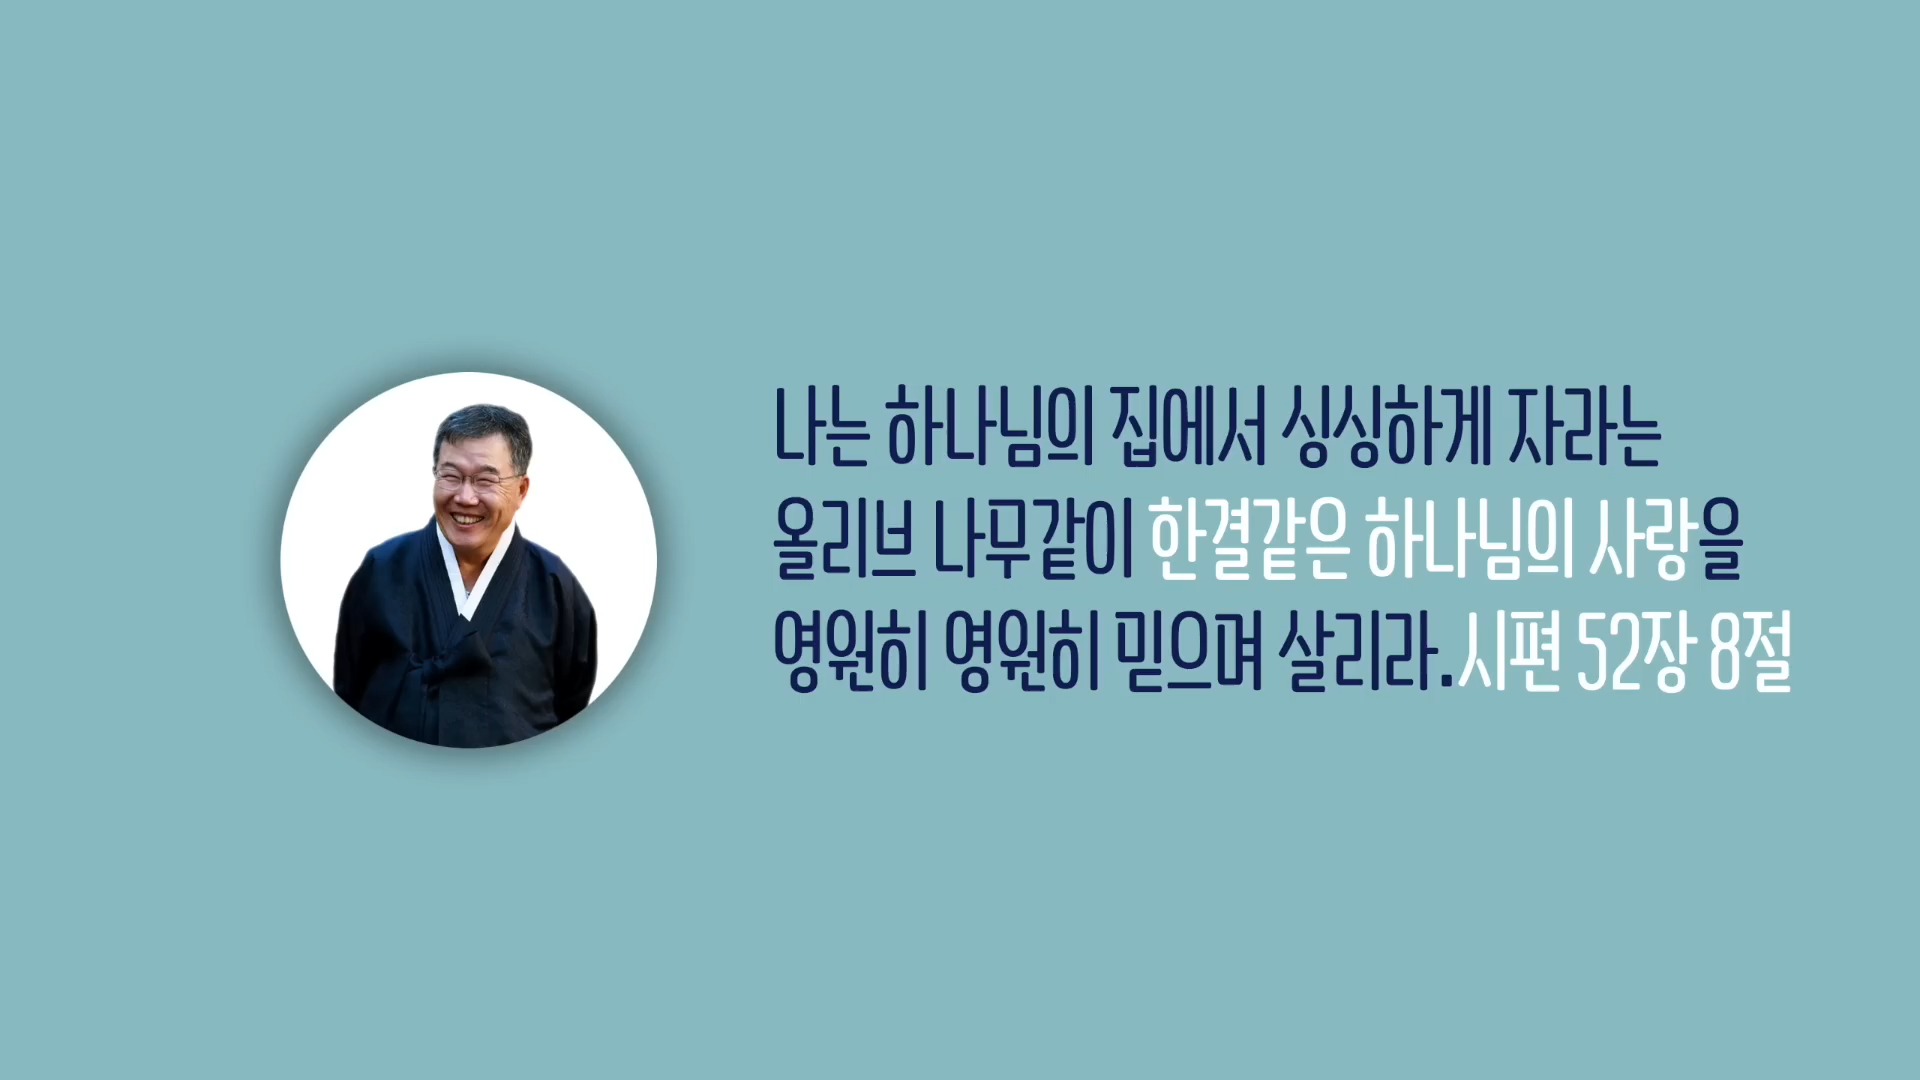 나는 하나님의 집에서 싱싱하게 자라는
올리브 나무같이 한결같은 하나님의 사랑을
영원히 영원히 믿으며 살리라.시편 52장 8절